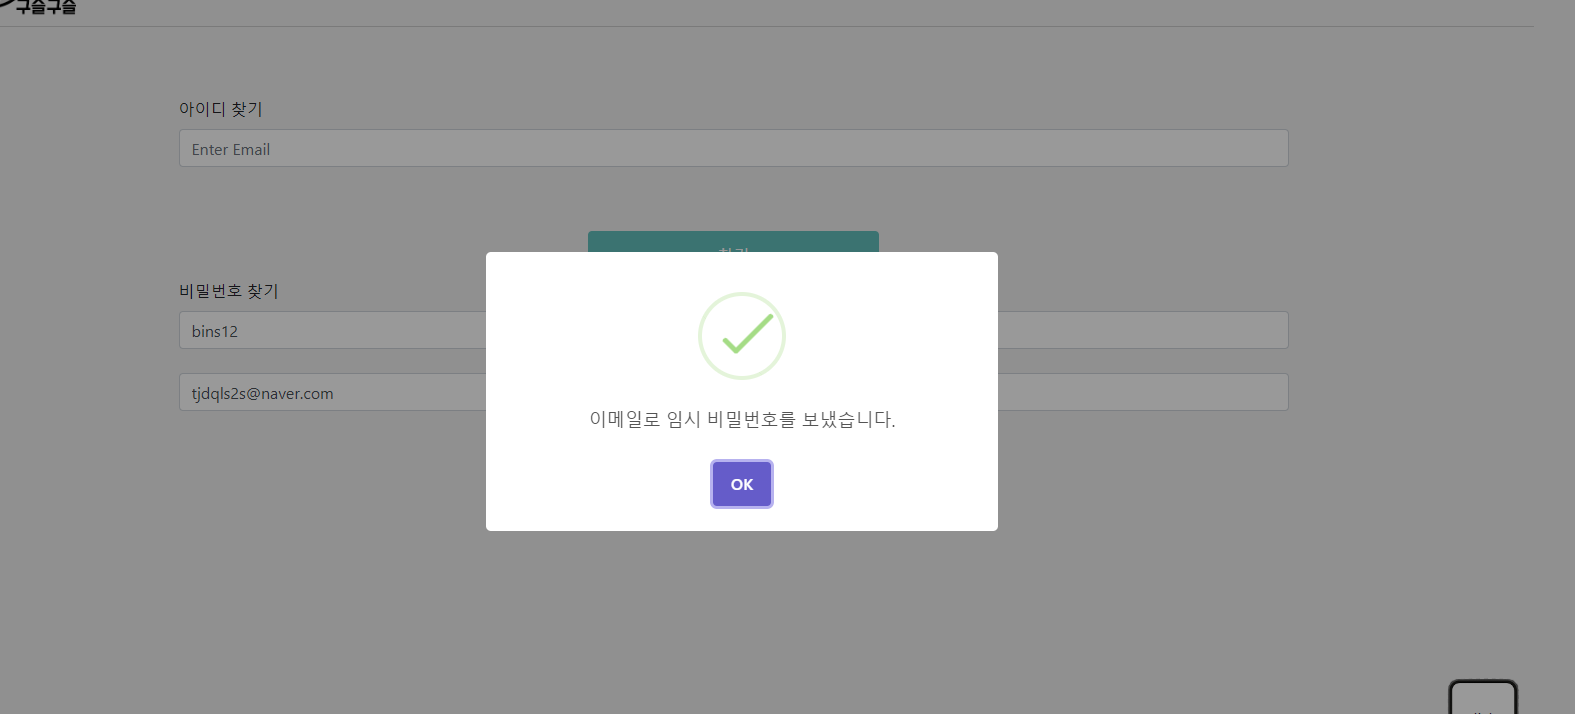 구슬구슬
아이디 찾기
Enter Email
비밀번호 찾기
bins12
tjdqls2s@naver.com
이메일로 임시 비밀번호를 보냈습니다.
OK